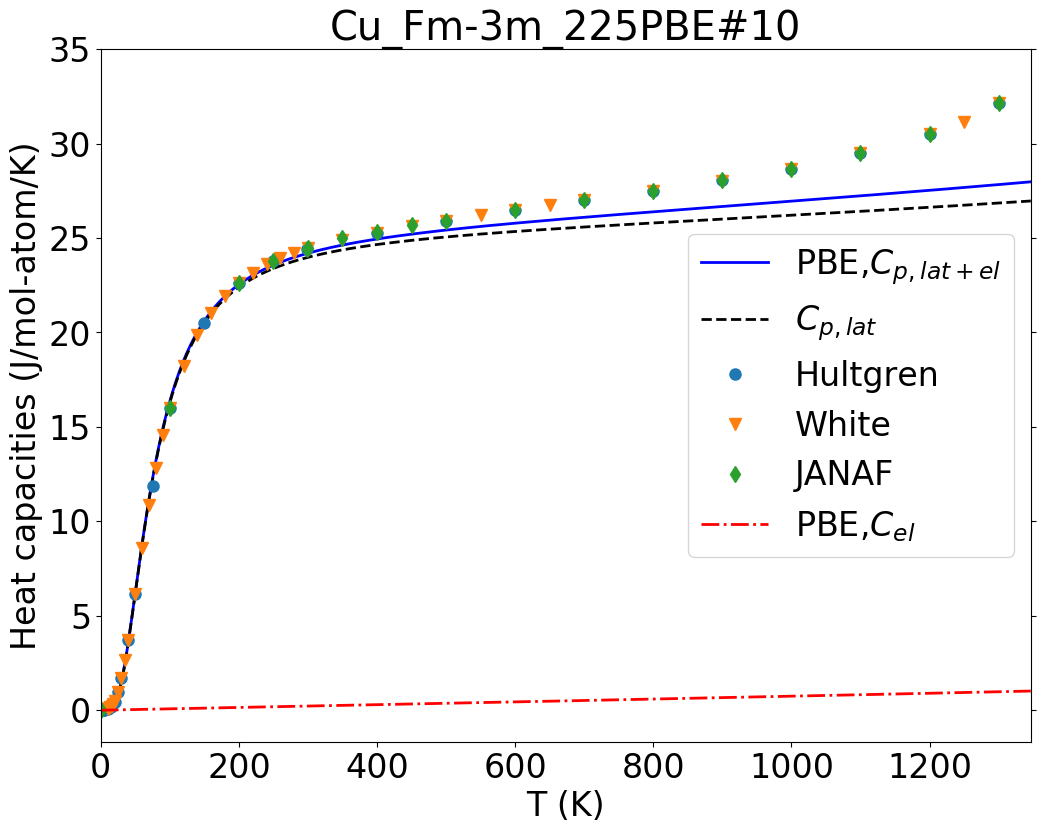 Cu_Fm-3m_225PBE#10
Heat capacities (J/mol-atom/K)
35
30
25
20
15
10
5
0
PBE,C_{p,lat+el}
C_{p,lat}
Hultgren
White
JANAF
PBE,C_{el}
0 200 400 600 800 1000 1200
T (K)